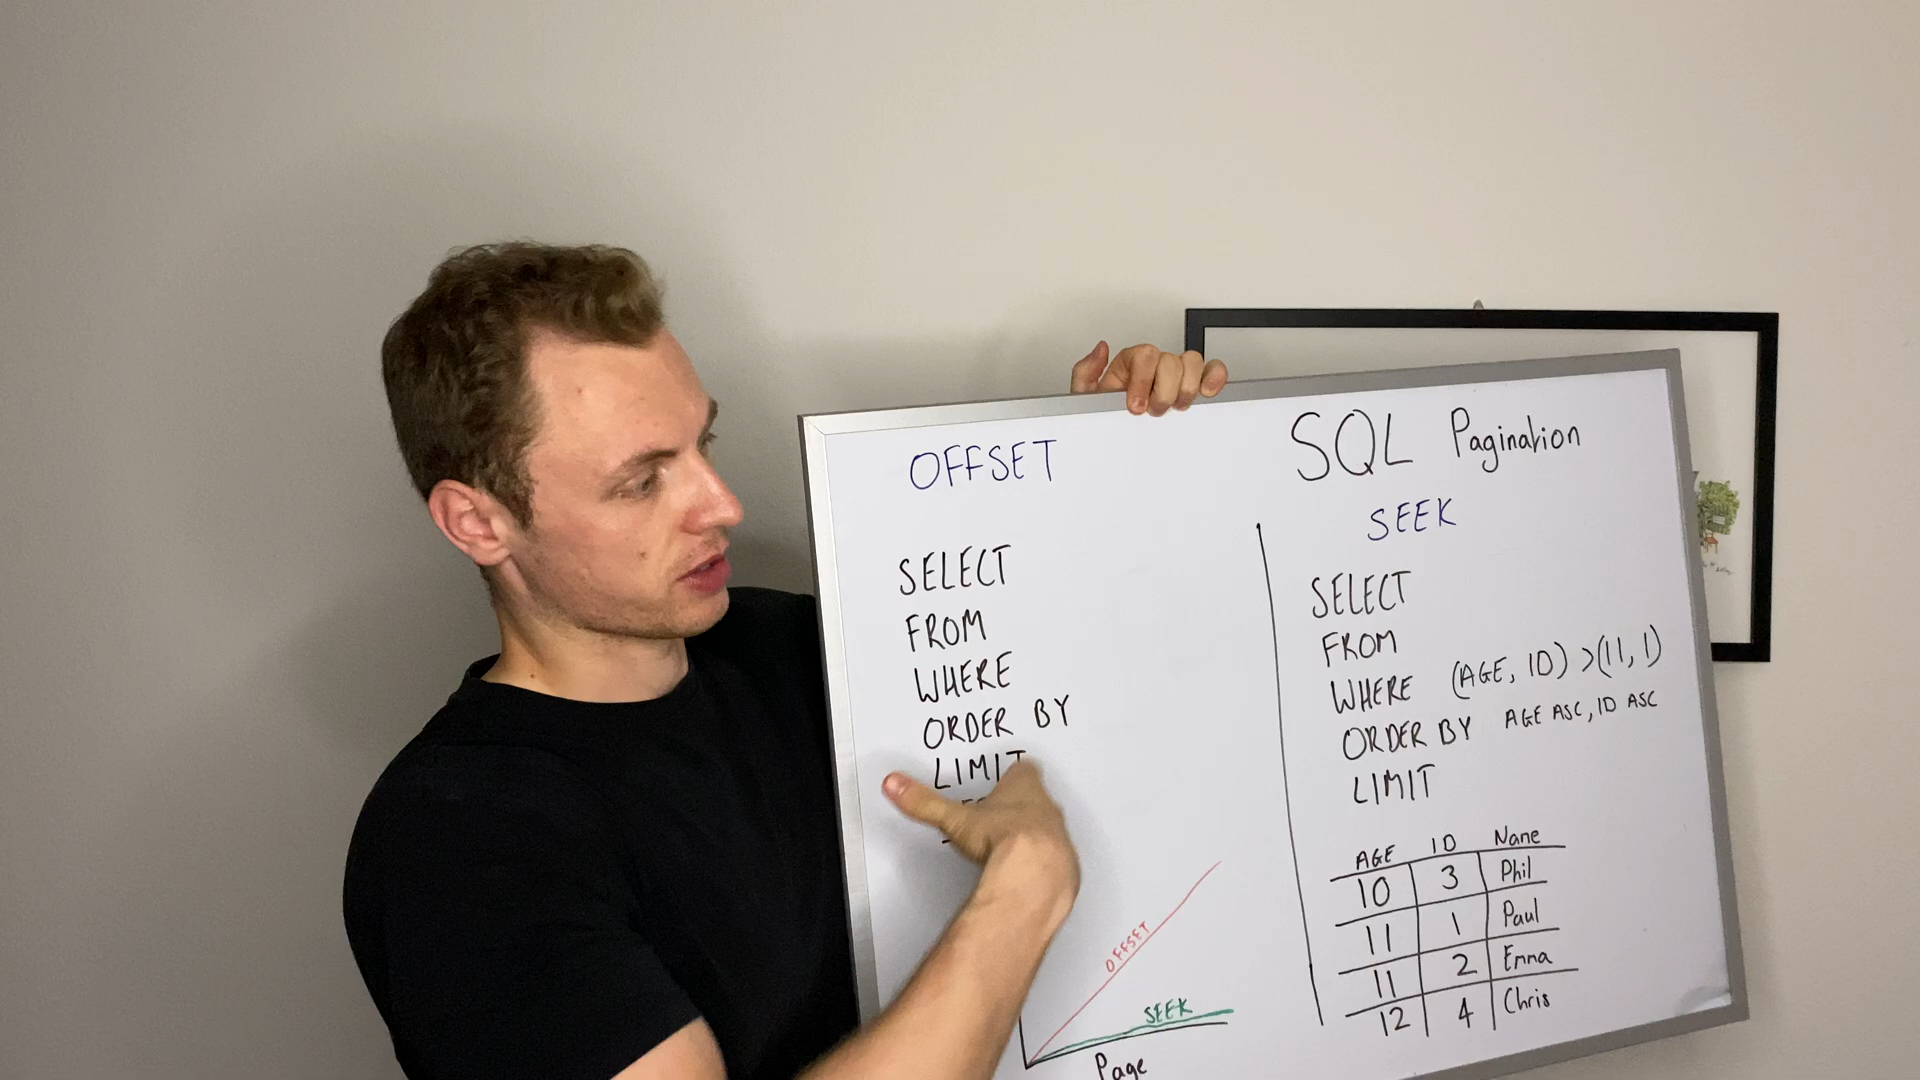 SQL Pagination
OFFSET
SELECT
FROM
WHERE
ORDER BY
LIMIT
OFFSET
SEEK
Page
SEEK
SELECT
FROM
WHERE (AGE, ID) >(11, 1)
ORDER BY AGE ASC, ID ASC
LIMIT
AGE ID Name
10 3 Phil
11 1 Paul
11 2 Emma
12 4 Chris